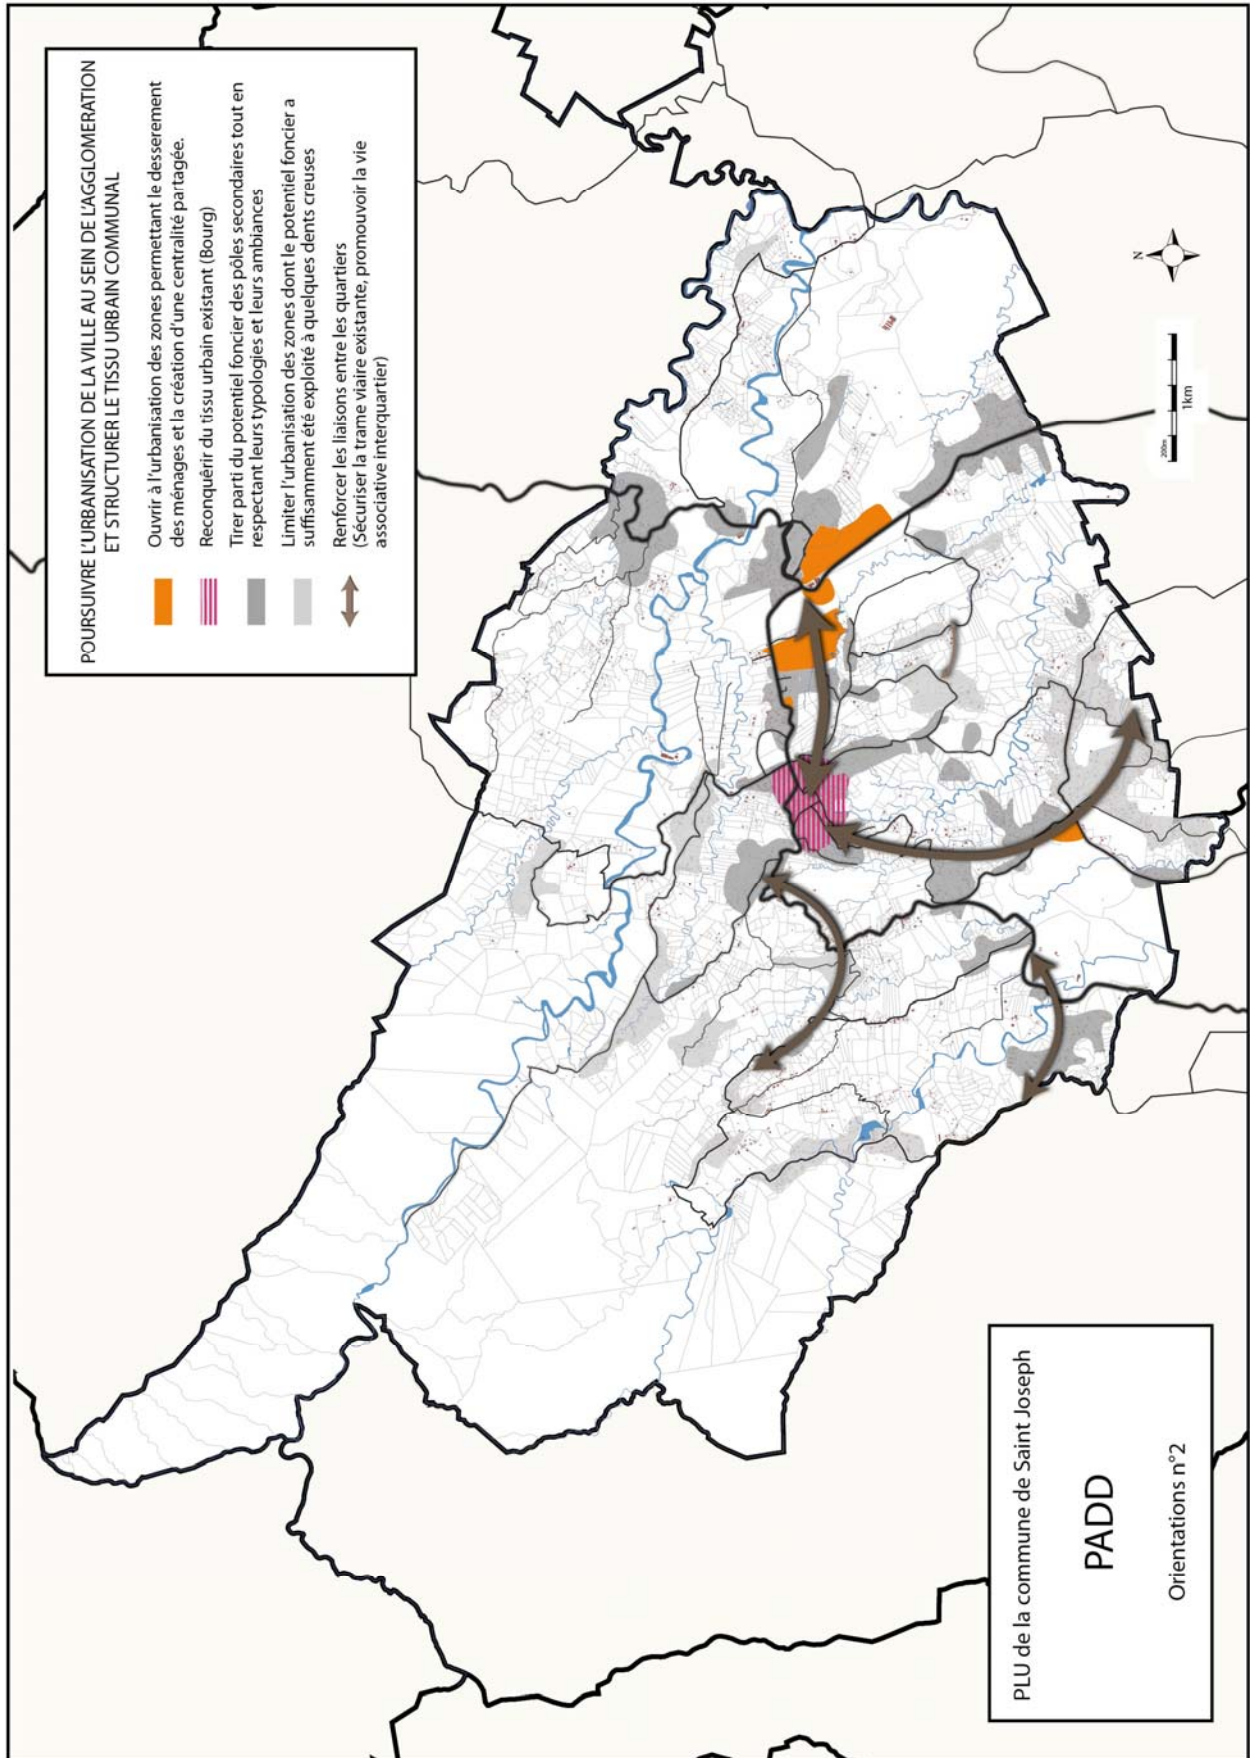 POURSUIVRE L'URBANISATION DE LA VILLE AU SEIN DE L'AGGLOMERATION
ET STRUCTURER LE TISSU URBAIN COMMUNAL
Ouvrir à l'urbanisation des zones permettant le desserement
des ménages et la création d'une centralité partagée.
Reconquérir du tissu urbain existant (Bourg)
Tirer parti du potentiel foncier des pôles secondaires tout en
respectant leurs typologies et leurs ambiances
Limiter l'urbanisation des zones dont le potentiel foncier a
suffisamment été exploité à quelques dents creuses
Renforcer les liaisons entre les quartiers
(Sécuriser la trame viaire existante, promouvoir la vie
associative interquartier)
N
200m
1km
PLU de la commune de Saint Joseph
PADD
Orientations n°2